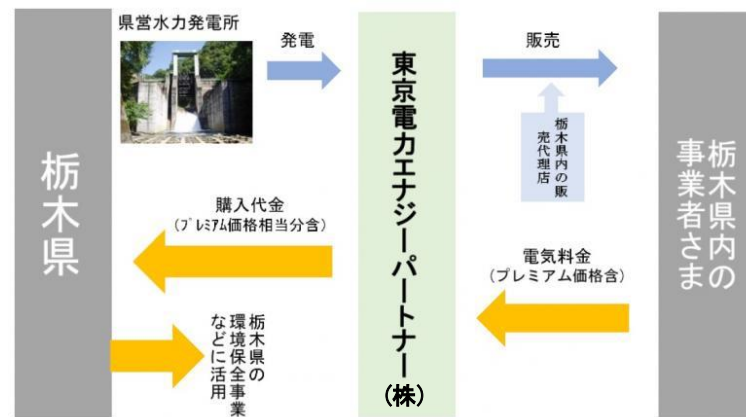 県営水力発電所
発電
販売
栃木県
東京電力エナジーパートナー
(株)
栃木県内の
事業者さま
栃木県内の販
売代理店
購入代金
(プレミアム価格相当分含)
電気料金
(プレミアム価格含)
栃木県の
環境保全事業
などに活用